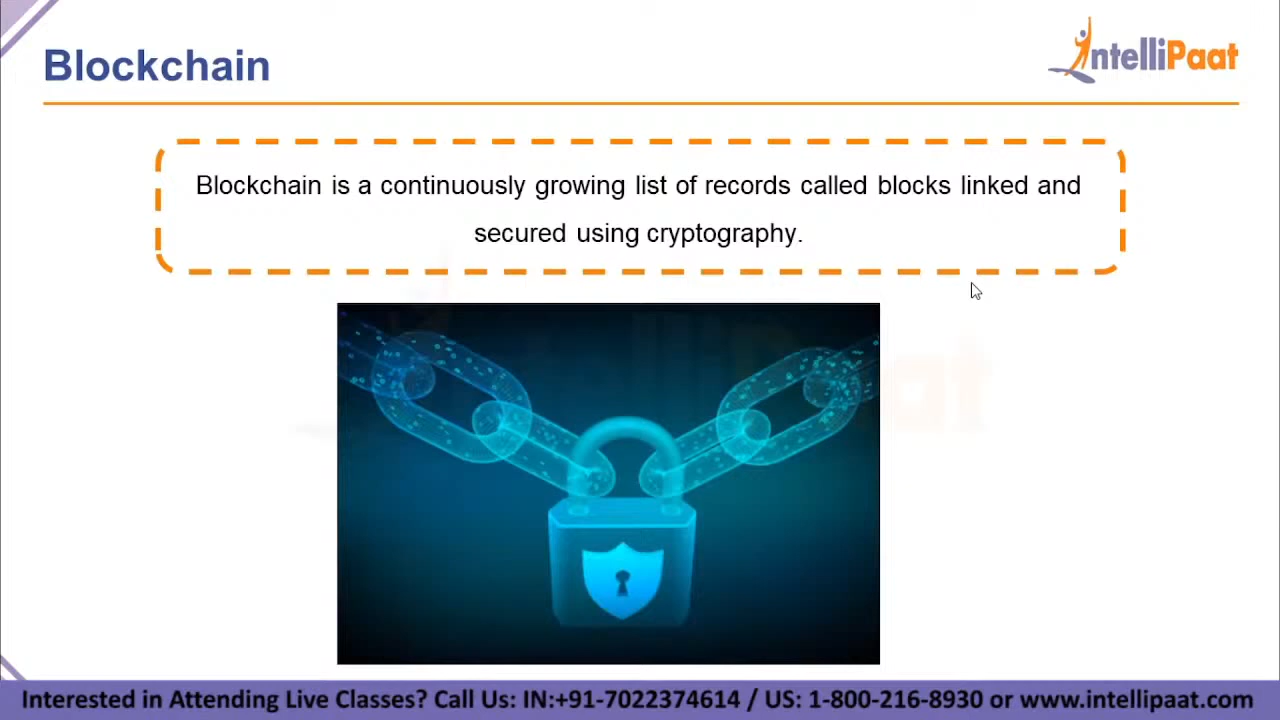 Blockchain
IntelliPaat
Blockchain is a continuously growing list of records called blocks linked and
secured using cryptography.
Interested in Attending Live Classes? Call Us: IN:+91-7022374614 / US: 1-800-216-8930 or www.intellipaat.com